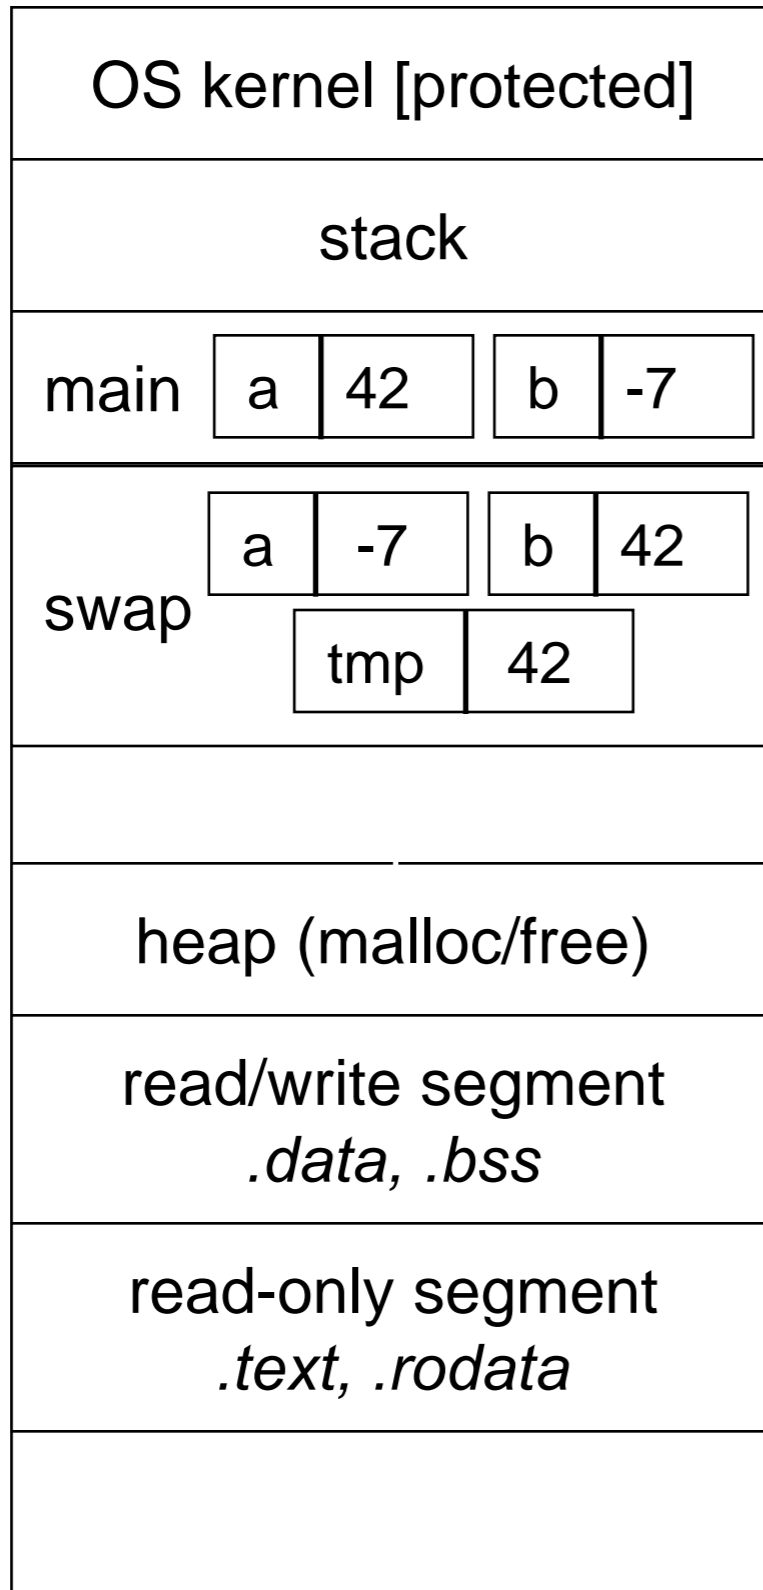 OS kernel [protected]
stack
main a 42 b -7
a -7 b 42
swap
tmp 42
heap (malloc/free)
read/write segment
.data, .bss
read-only segment
.text, .rodata